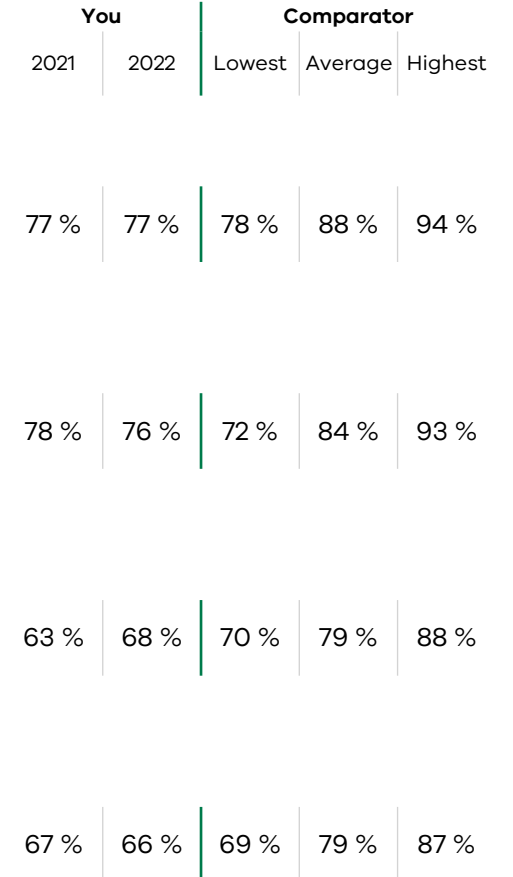 You Comparator
2021 2022 Lowest Average Highest
77 % 77 % 78 % 88 % 94 %
78 % 76 % 72 % 84 % 93 %
63 % 68 % 70 % 79 % 88 %
67 % 66 % 69 % 79 % 87 %